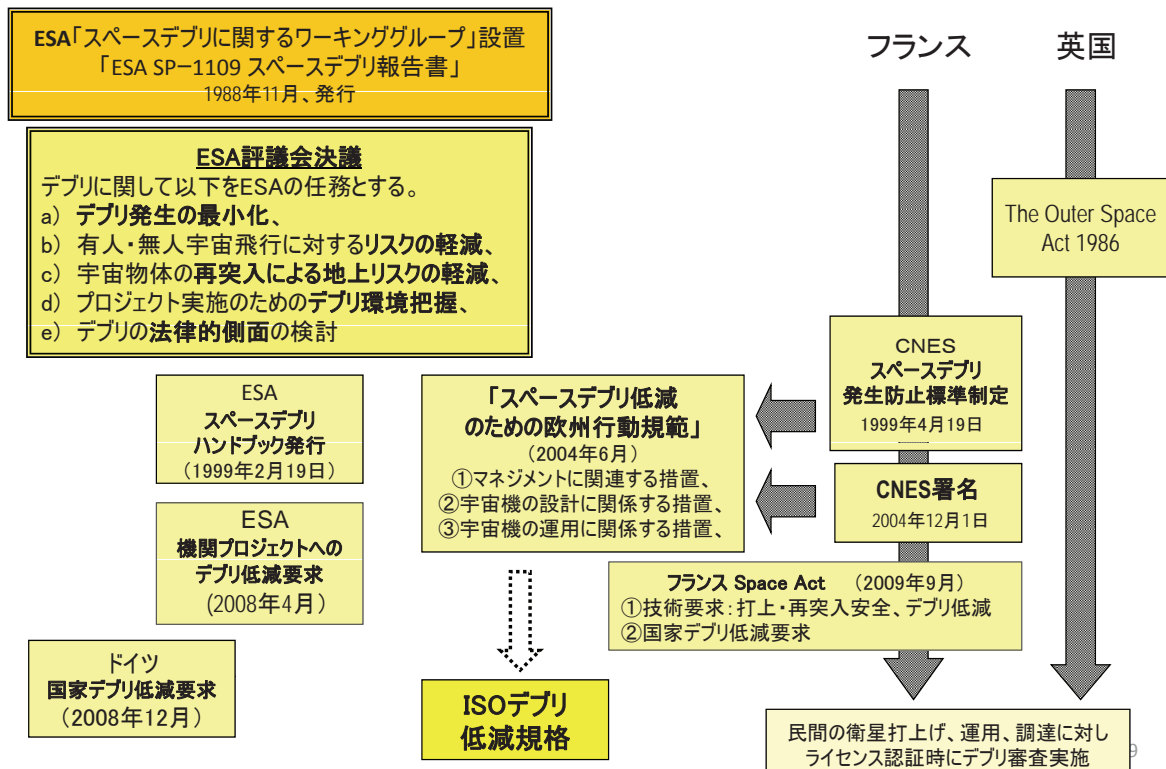 ESA「スペースデブリに関するワーキンググループ」設置
「ESA SP−1109 スペースデブリ報告書」
1988年11月、発行
フランス
英国
ESA評議会決議
デブリに関して以下をESAの任務とする。
a) デブリ発生の最小化、
b) 有人・無人宇宙飛行に対するリスクの軽減、
c) 宇宙物体の再突入による地上リスクの軽減、
d) プロジェクト実施のためのデブリ環境把握、
e) デブリの法律的側面の検討
The Outer Space
Act 1986
CNES
スペースデブリ
発生防止標準制定
1999年4月19日
ESA
スペースデブリ
ハンドブック発行
(1999年2月19日)
「スペースデブリ低減
のための欧州行動規範」
(2004年6月)
①マネジメントに関連する措置、
②宇宙機の設計に関係する措置、
③宇宙機の運用に関係する措置、
CNES署名
2004年12月1日
ESA
機関プロジェクトへの
デブリ低減要求
(2008年4月)
フランス Space Act (2009年9月)
①技術要求:打上・再突入安全、デブリ低減
②国家デブリ低減要求
ドイツ
国家デブリ低減要求
(2008年12月)
ISOデブリ
低減規格
民間の衛星打上げ、運用、調達に対し
ライセンス認証時にデブリ審査実施
9